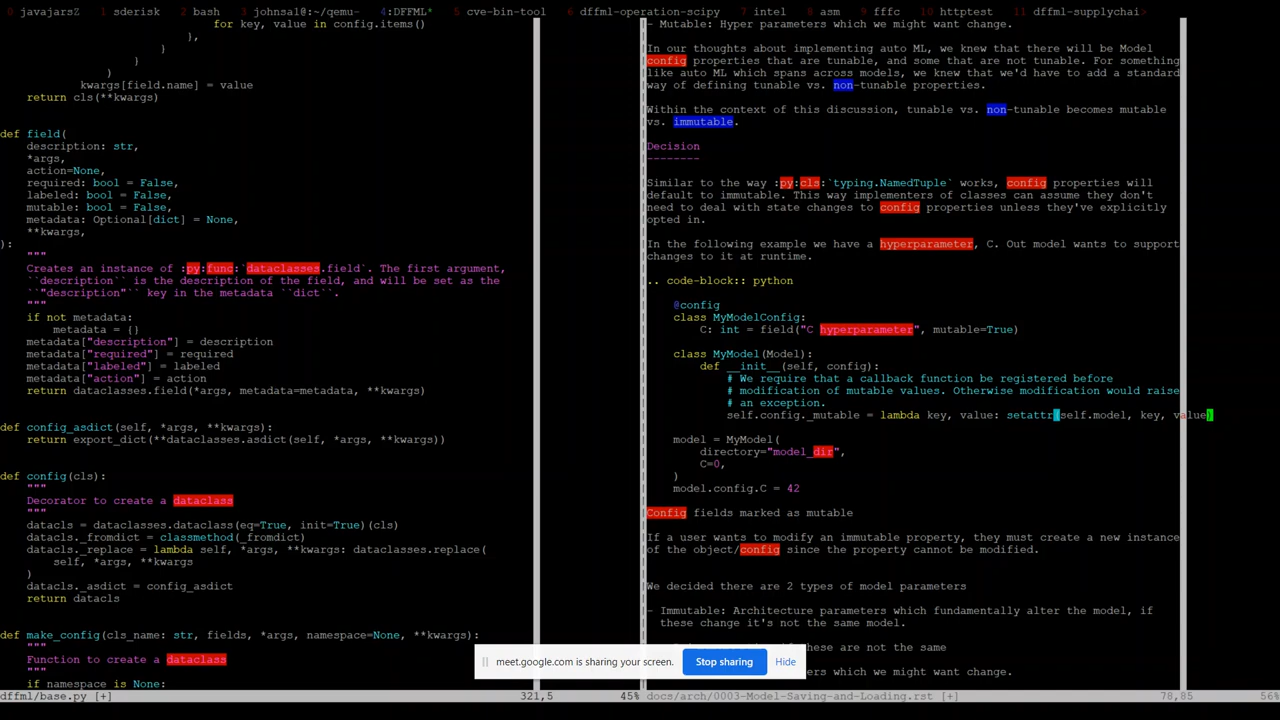 0 javajarsZ 1 sderisk 2 bash 3 johnsal@:~/qemu- 4:DFFML* 5 cve-bin-tool 6 dffml-operation-scipy 7 intel 8 asm 9 fffc 10 httptest 11 dffml-supplychai>
for key, value in config.items()
},
}
}
)
kwargs[field.name] = value
return cls(**kwargs)
def field(
description: str,
*args,
action=None,
required: bool = False,
labeled: bool = False,
mutable: bool = False,
metadata: Optional[dict] = None,
**kwargs,
):
"""
Creates an instance of :py:func:`dataclasses.field`. The first argument,
``description`` is the description of the field, and will be set as the
``"description"`` key in the metadata ``dict``.
"""
if not metadata:
metadata = {}
metadata["description"] = description
metadata["required"] = required
metadata["labeled"] = labeled
metadata["action"] = action
return dataclasses.field(*args, metadata=metadata, **kwargs)
def config_asdict(self, *args, **kwargs):
return export_dict(**dataclasses.asdict(self, *args, **kwargs))
def config(cls):
"""
Decorator to create a dataclass
"""
datacls = dataclasses.dataclass(eq=True, init=True)(cls)
datacls._fromdict = classmethod(_fromdict)
datacls._replace = lambda self, *args, **kwargs: dataclasses.replace(
self, *args, **kwargs
)
datacls._asdict = config_asdict
return datacls
def make_config(cls_name: str, fields, *args, namespace=None, **kwargs):
"""
Function to create a dataclass
"""
if namespace is None:
dffml/base.py [+] 321,5 45%
- Mutable: Hyper parameters which we might want change.
In our thoughts about implementing auto ML, we knew that there will be Model
config properties that are tunable, and some that are not tunable. For something
like auto ML which spans across models, we knew that we'd have to add a standard
way of defining tunable vs. non-tunable properties.
Within the context of this discussion, tunable vs. non-tunable becomes mutable
vs. immutable.
Decision
--------
Similar to the way :py:cls:`typing.NamedTuple` works, config properties will
default to immutable. This way implementers of classes can assume they don't
need to deal with state changes to config properties unless they've explicitly
opted in.
In the following example we have a hyperparameter, C. Out model wants to support
changes to it at runtime.
.. code-block:: python
@config
class MyModelConfig:
C: int = field("C hyperparameter", mutable=True)
class MyModel(Model):
def __init__(self, config):
# We require that a callback function be registered before
# modification of mutable values. Otherwise modification would raise
# an exception.
self.config._mutable = lambda key, value: setattr(self.model, key, value)
model = MyModel(
directory="model_dir",
C=0,
)
model.config.C = 42
Config fields marked as mutable
If a user wants to modify an immutable property, they must create a new instance
of the object/config since the property cannot be modified.
We decided there are 2 types of model parameters
- Immutable: Architecture parameters which fundamentally alter the model, if
these change it's not the same model.
these are not the same
meters which we might want change.
docs/arch/0003-Model-Saving-and-Loading.rst [+] 78,85 56%
meet.google.com is sharing your screen. Stop sharing Hide